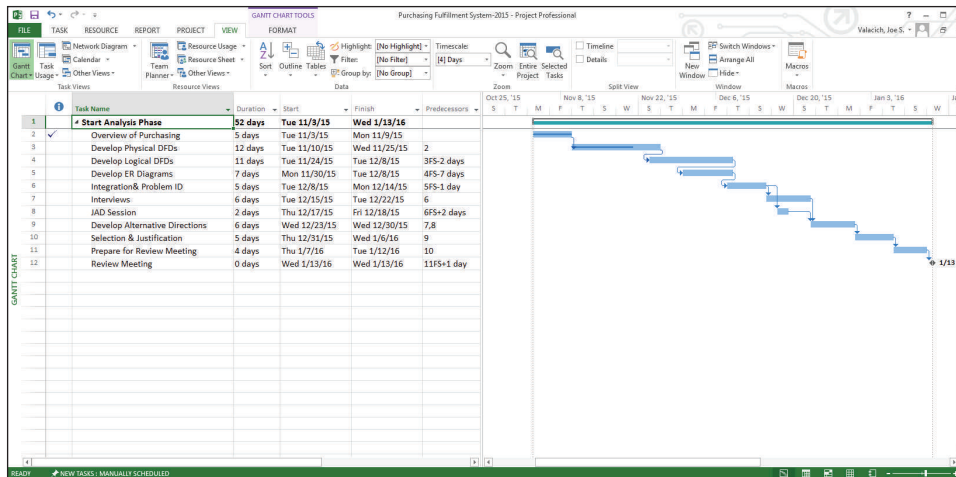 GANTT CHART TOOLS Purchasing Fulfillment System-2015 - Project Professional ?
FILE TASK RESOURCE REPORT PROJECT VIEW FORMAT Valacich, Joe S.
Network Diagram Resource Usage Highlight: [No Highlight] Timescale: Timeline Switch Windows
Calendar Resource Sheet Filter: [No Filter] [4] Days Details Arrange All
Other Views Other Views Group by: [No Group] Hide
Gantt Chart Task Usage Team Planner Sort Outline Tables Zoom Entire Project Selected Tasks New Window Macros
Task Views Resource Views Data Zoom Split View Window Macros
Oct 25, '15 Nov 8, '15 Nov 22, '15 Dec 6, '15 Dec 20, '15 Jan 3, '16
Task Name Duration Start Finish Predecessors S T M F T S W S T M F T S W S T M F T S W
1 Start Analysis Phase 52 days Tue 11/3/15 Wed 1/13/16
2 Overview of Purchasing 5 days Tue 11/3/15 Mon 11/9/15
3 Develop Physical DFDs 12 days Tue 11/10/15 Wed 11/25/15 2
4 Develop Logical DFDs 11 days Tue 11/24/15 Tue 12/8/15 3FS-2 days
5 Develop ER Diagrams 7 days Mon 11/30/15 Tue 12/8/15 4FS-7 days
6 Integration& Problem ID 5 days Tue 12/8/15 Mon 12/14/15 5FS-1 day
7 Interviews 6 days Tue 12/15/15 Tue 12/22/15 6
8 JAD Session 2 days Thu 12/17/15 Fri 12/18/15 6FS+2 days
9 Develop Alternative Directions 6 days Wed 12/23/15 Wed 12/30/15 7,8
10 Selection & Justification 5 days Thu 12/31/15 Wed 1/6/16 9
11 Prepare for Review Meeting 4 days Thu 1/7/16 Tue 1/12/16 10
12 Review Meeting 0 days Wed 1/13/16 Wed 1/13/16 11FS+1 day 1/13
GANTT CHART
READY NEW TASKS : MANUALLY SCHEDULED